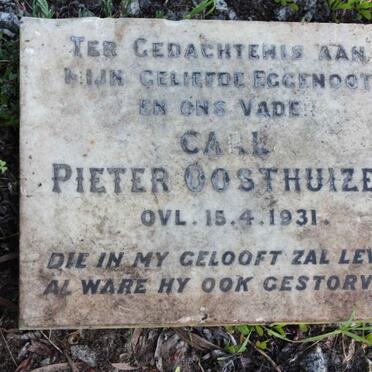 TER GEDACHTENIS AAN
MIJN GELIEFDE EGGENOOT
EN ONS VADER
CARL
PIETER OOSTHUIZE
OVL. 15.4.1931.
DIE IN MY GELOOFT ZAL LEV
AL WARE HY OOK GESTORV